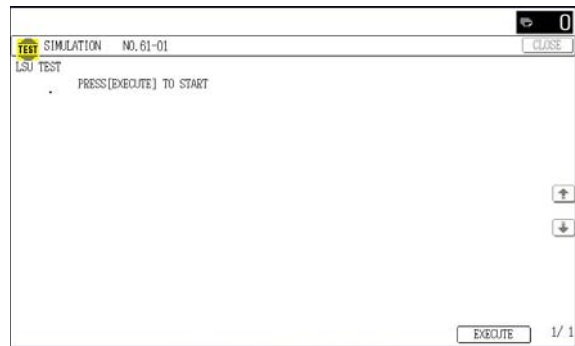 0
TEST SIMULATION NO. 61-01 CLOSE
LSU TEST
PRESS[EXECUTE] TO START
EXECUTE 1/ 1